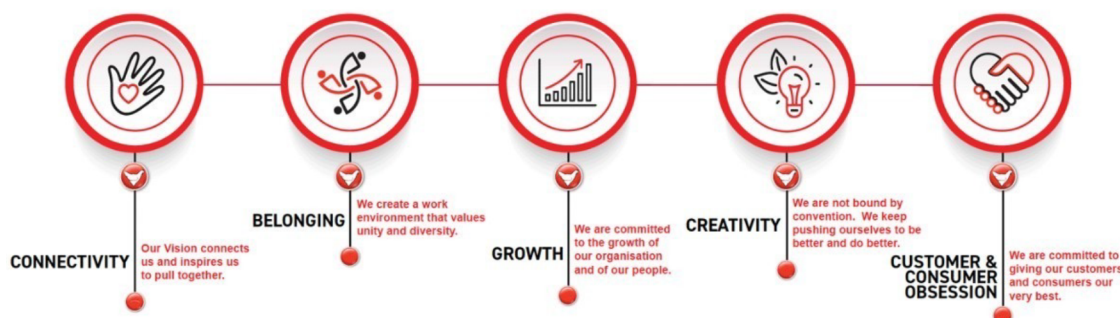 CONNECTIVITY
Our Vision connects
us and inspires us
to pull together.
BELONGING
We create a work
environment that values
unity and diversity.
GROWTH
We are committed
to the growth of
our organisation
and of our people.
CREATIVITY
We are not bound by
convention. We keep
pushing ourselves to be
better and do better.
CUSTOMER &
CONSUMER
OBSESSION
We are committed to
giving our customers
and consumers our
very best.